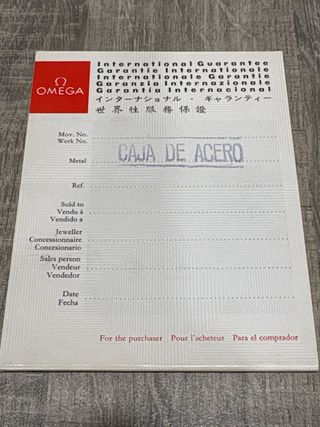 Ω
OMEGA
International Guarantee
Garantie Internationale
Internationale Garantie
Garanzia Internazionale
Garantia Internacional
インターナショナル・ギャランティー
世界性服務保證
Mov. No.
Werk No.
CAJA DE ACERO
Metal
Ref.
Sold to
Vendu à
Vendido a
Jeweller
Concessionnaire
Concesionario
Sales person
Vendeur
Vendedor
Date
Fecha
For the purchaser Pour l'acheteur Para el comprador